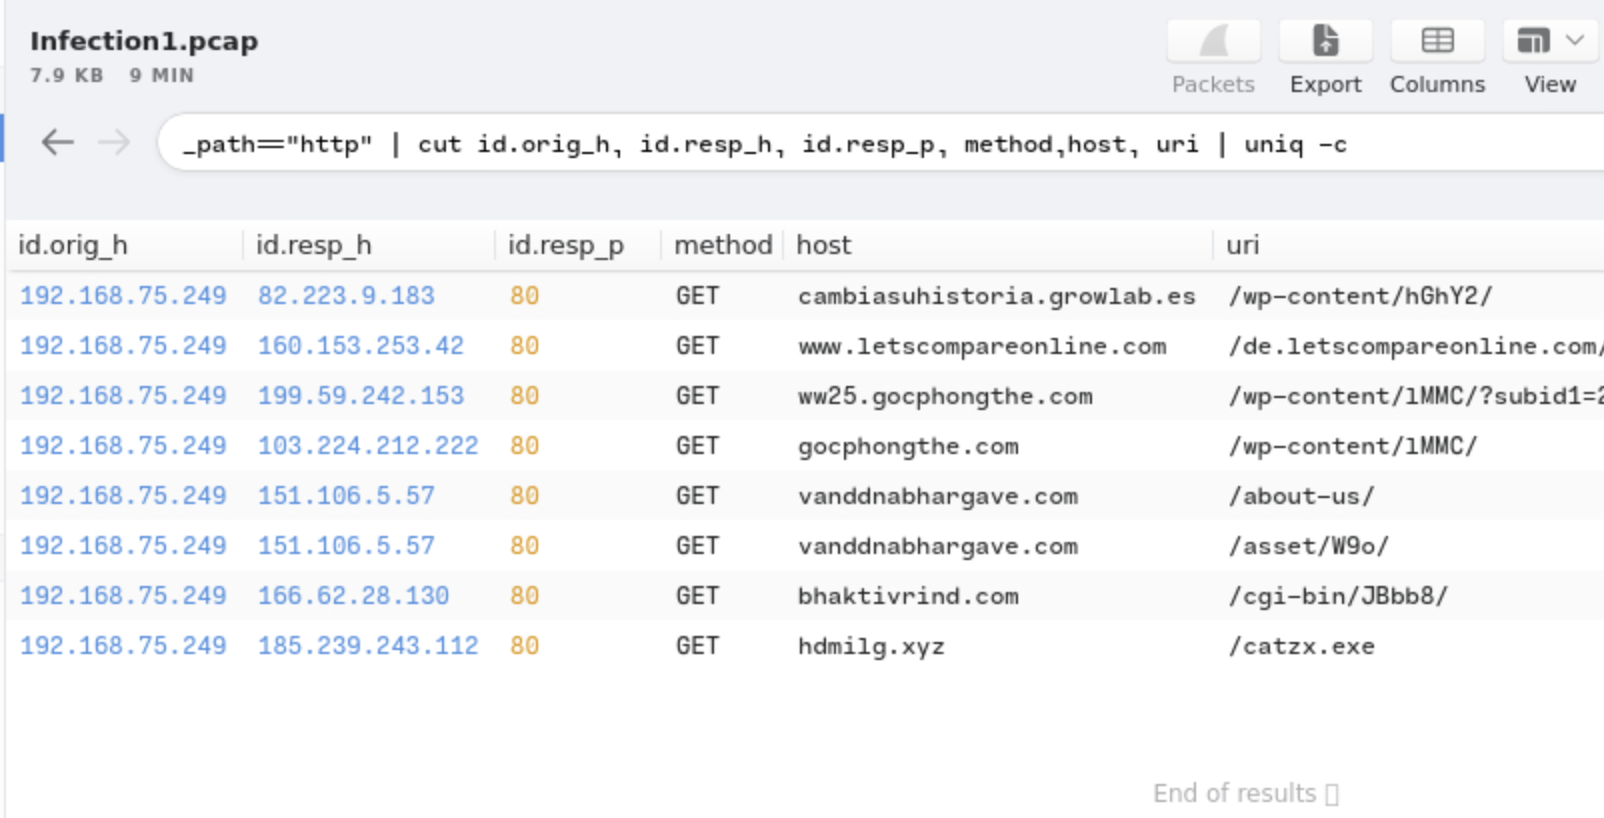 Infection1.pcap
7.9 KB 9 MIN
Packets Export Columns View
_path=="http" | cut id.orig_h, id.resp_h, id.resp_p, method,host, uri | uniq -c
id.orig_h id.resp_h id.resp_p method host uri
192.168.75.249 82.223.9.183 80 GET cambiasuhistoria.growlab.es /wp-content/hGhY2/
192.168.75.249 160.153.253.42 80 GET www.letscompareonline.com /de.letscompareonline.com/
192.168.75.249 199.59.242.153 80 GET ww25.gocphongthe.com /wp-content/lMMC/?subid1=2
192.168.75.249 103.224.212.222 80 GET gocphongthe.com /wp-content/lMMC/
192.168.75.249 151.106.5.57 80 GET vanddnabhargave.com /about-us/
192.168.75.249 151.106.5.57 80 GET vanddnabhargave.com /asset/W9o/
192.168.75.249 166.62.28.130 80 GET bhaktivrind.com /cgi-bin/JBbb8/
192.168.75.249 185.239.243.112 80 GET hdmilg.xyz /catzx.exe
End of results